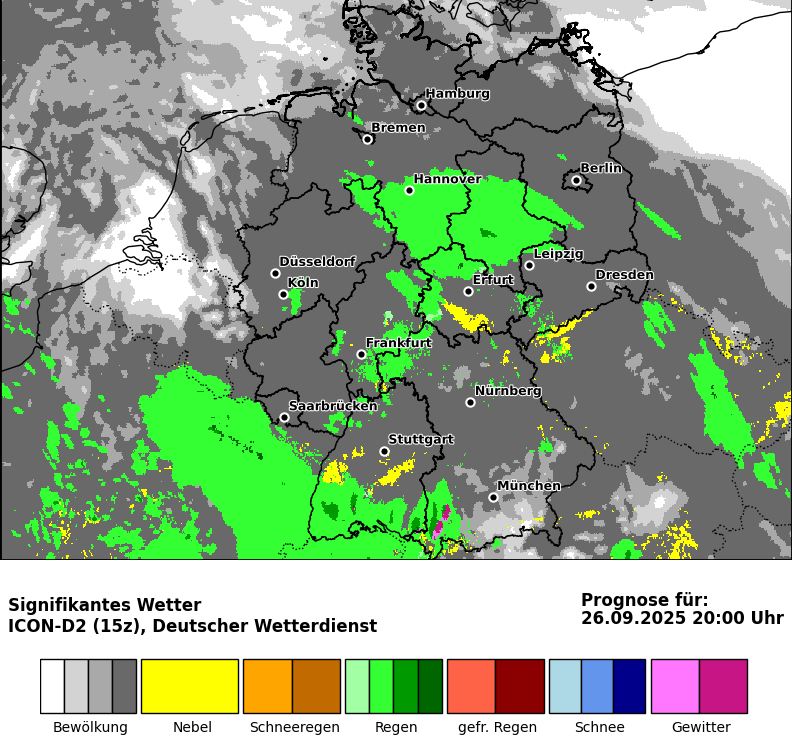 Hamburg
Bremen
Berlin
Hannover
Leipzig
Düsseldorf
Dresden
Köln
Erfurt
Frankfurt
Nürnberg
Saarbrücken
Stuttgart
München
Signifikantes Wetter
ICON-D2 (15z), Deutscher Wetterdienst
Prognose für:
26.09.2025 20:00 Uhr
Bewölkung Nebel Schneeregen Regen gefr. Regen Schnee Gewitter